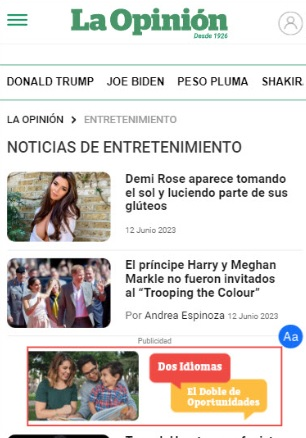 La Opinión
Desde 1926
DONALD TRUMP JOE BIDEN PESO PLUMA SHAKIR
LA OPINIÓN > ENTRETENIMIENTO
NOTICIAS DE ENTRETENIMIENTO
Demi Rose aparece tomando
el sol y luciendo parte de sus
glúteos
12 Junio 2023
El príncipe Harry y Meghan
Markle no fueron invitados
al “Trooping the Colour”
Por Andrea Espinoza 12 Junio 2023
Aa
Publicidad
Dos Idiomas
El Doble de
Oportunidades